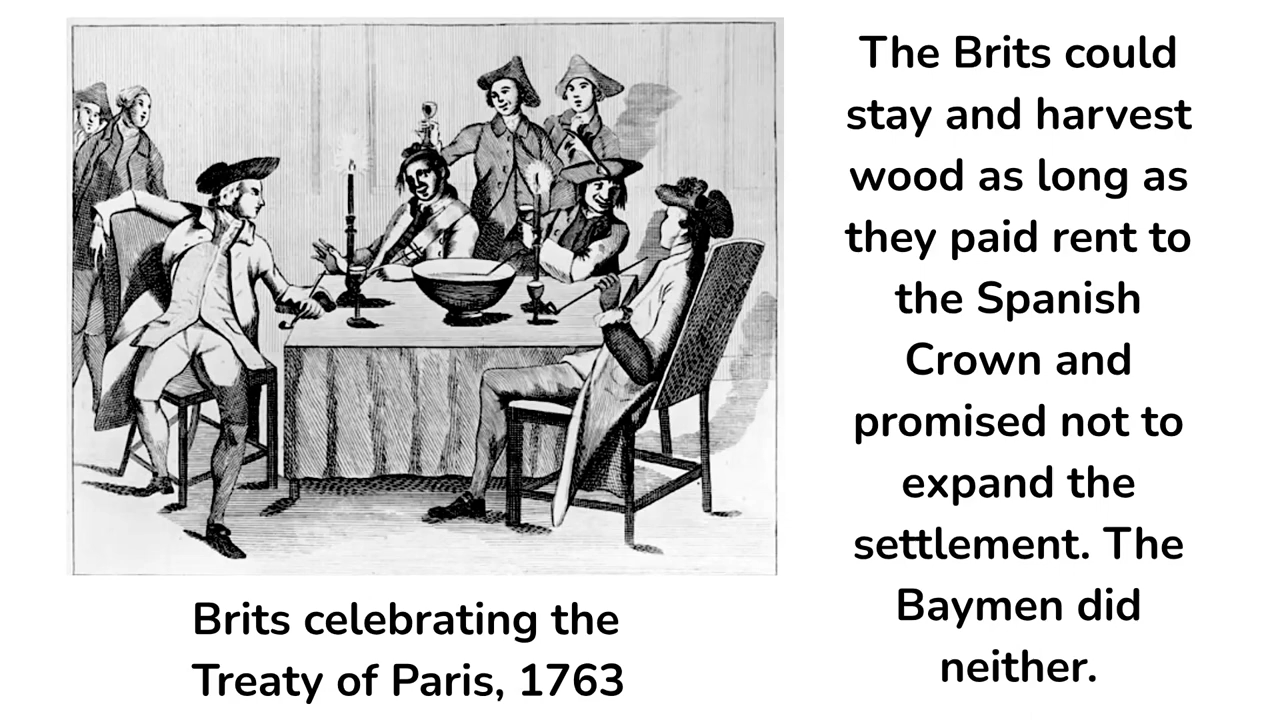 The Brits could
stay and harvest
wood as long as
they paid rent to
the Spanish
Crown and
promised not to
expand the
settlement. The
Baymen did
neither.
Brits celebrating the
Treaty of Paris, 1763